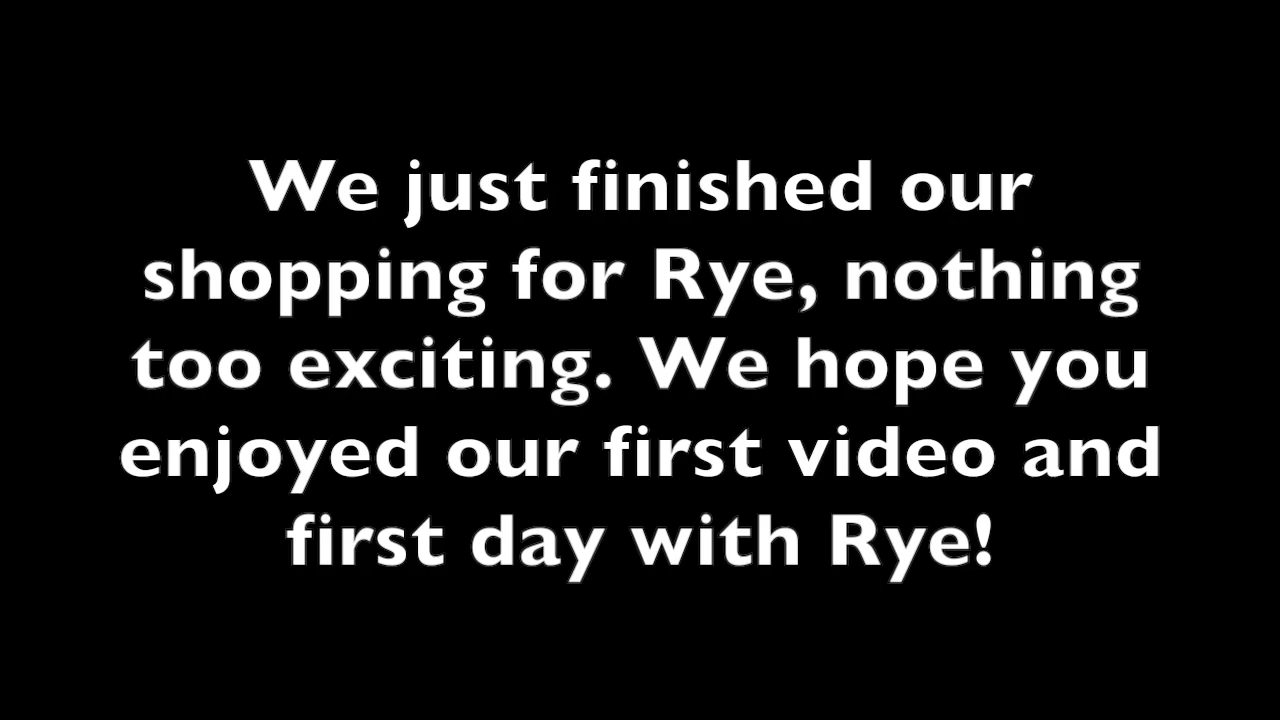 We just finished our
shopping for Rye, nothing
too exciting. We hope you
enjoyed our first video and
first day with Rye!